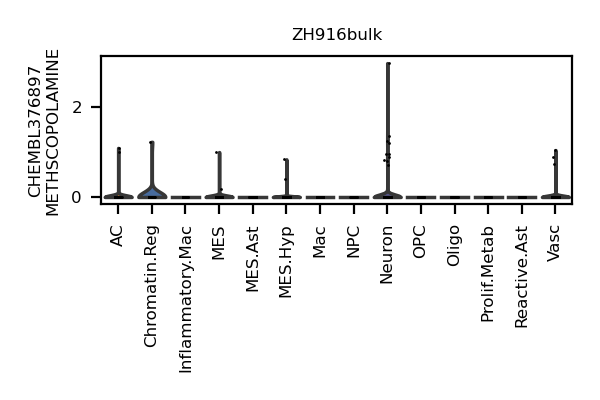 ZH916bulk
CHEMBL376897
METHSCOPOLAMINE
2
0
AC
Chromatin.Reg
Inflammatory.Mac
MES
MES.Ast
MES.Hyp
Mac
NPC
Neuron
OPC
Oligo
Prolif.Metab
Reactive.Ast
Vasc